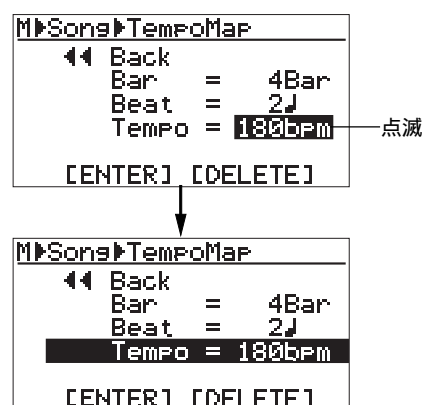 M▶Song▶TempoMap
◀◀ Back
Bar = 4Bar
Beat = 2♩
Tempo = 180bpm 点滅
[ENTER] [DELETE]
M▶Song▶TempoMap
◀◀ Back
Bar = 4Bar
Beat = 2♩
Tempo = 180bpm
[ENTER] [DELETE]